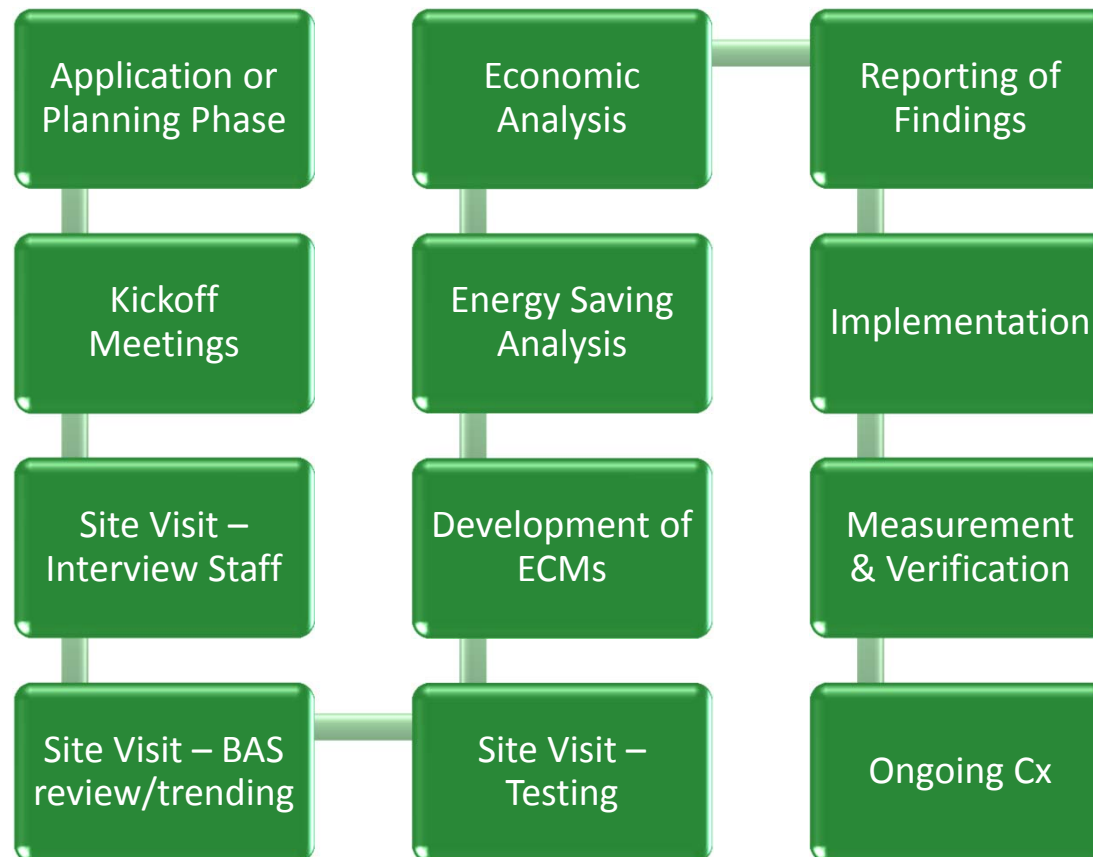 Application or
Planning Phase
Kickoff
Meetings
Site Visit –
Interview Staff
Site Visit – BAS
review/trending
Site Visit –
Testing
Development of
ECMs
Energy Saving
Analysis
Economic
Analysis
Reporting of
Findings
Implementation
Measurement
& Verification
Ongoing Cx